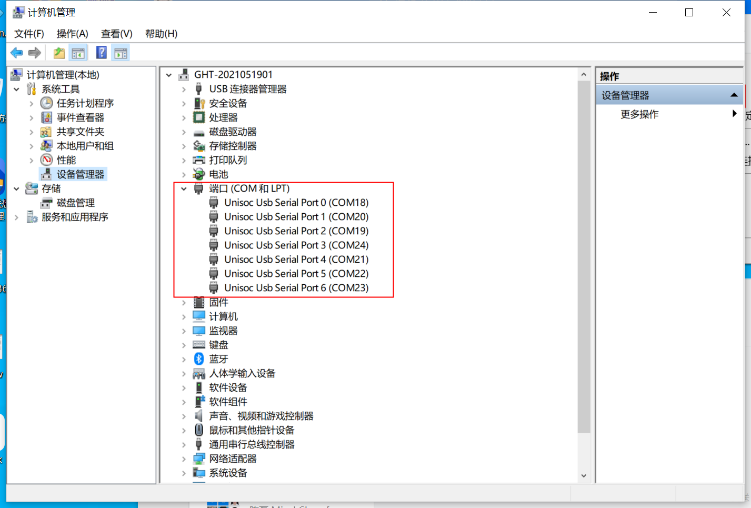 计算机管理
文件(F) 操作(A) 查看(V) 帮助(H)
计算机管理(本地)
系统工具
任务计划程序
事件查看器
共享文件夹
本地用户和组
性能
设备管理器
存储
磁盘管理
服务和应用程序
GHT-2021051901
USB 连接器管理器
安全设备
处理器
磁盘驱动器
存储控制器
打印队列
电池
端口 (COM 和 LPT)
Unisoc Usb Serial Port 0 (COM18)
Unisoc Usb Serial Port 1 (COM20)
Unisoc Usb Serial Port 2 (COM19)
Unisoc Usb Serial Port 3 (COM24)
Unisoc Usb Serial Port 4 (COM21)
Unisoc Usb Serial Port 5 (COM22)
Unisoc Usb Serial Port 6 (COM23)
固件
计算机
监视器
键盘
蓝牙
人体学输入设备
软件设备
软件组件
声音、视频和游戏控制器
鼠标和其他指针设备
通用串行总线控制器
网络适配器
系统设备
操作
设备管理器
更多操作